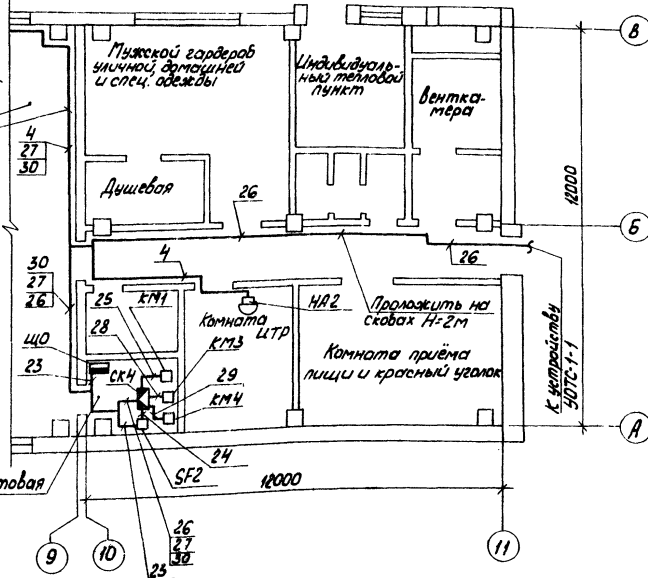 Мужской гардероб
уличной, домашней
и спец. одежды
Индивидуаль-
ный тепловой
пункт
Вентка-
мера
В
4
27
30
Душевая
26
12000
Б
30
27
26
4
26
25
КМ1
НА2
Проложить на
скобах Н=2м
Комната
ИТР
28
КМ3
ЩО
23
СК4
29
КМ4
Комната приёма
пищи и красный уголок
К устройству
УОТС-1-1
24
SF2
А
12000
26
27
30
9
10
11